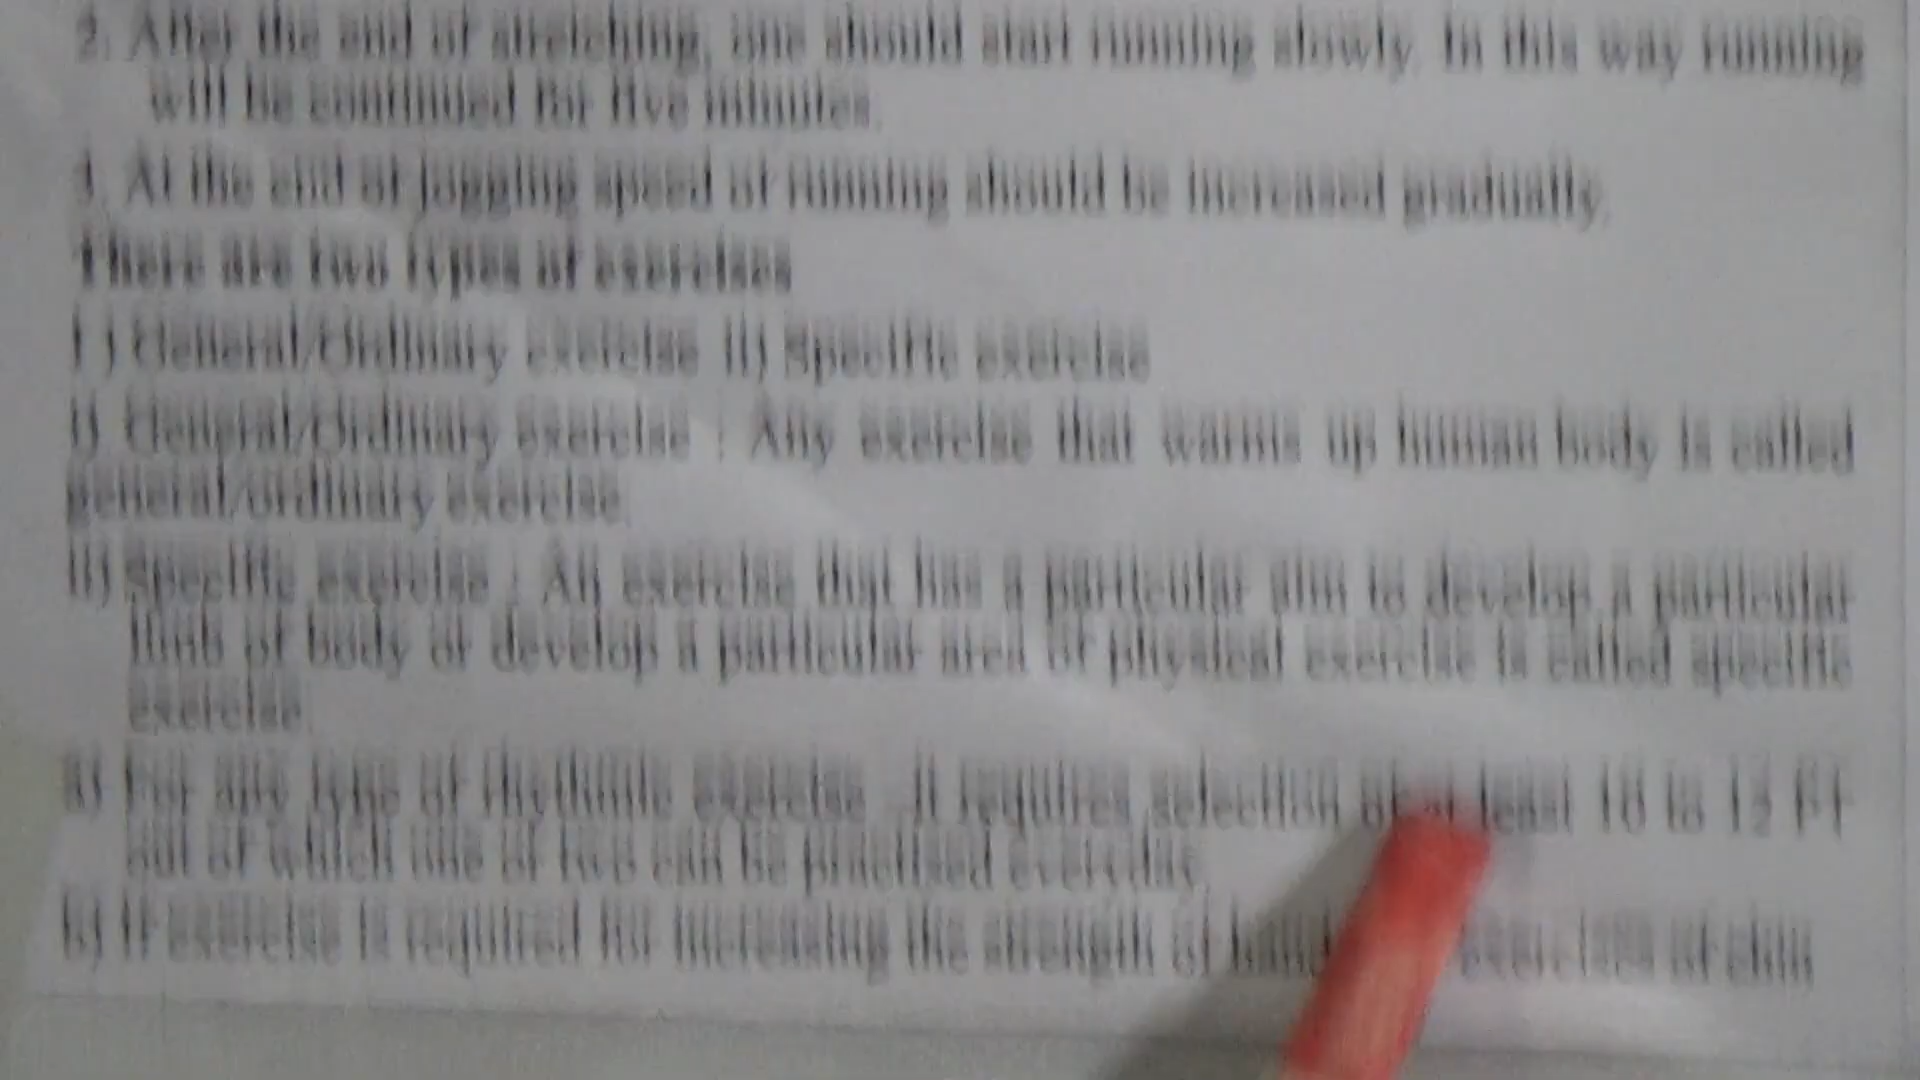 2. After the end of stretching, one should start running slowly. In this way running
will be continued for five minutes.
3. At the end of jogging speed of running should be increased gradually.
There are two types of exercises
i) General/Ordinary exercise ii) Specific exercise
i) General/Ordinary exercise : Any exercise that warms up human body is called
general/ordinary exercise.
ii) Specific exercise : An exercise that has a particular aim to develop a particular
limb of body or develop a particular area of physical exercise is called specific
exercise.
a) For any type of rhythmic exercise, it requires selection of at least 10 to 12 PT
out of which one or two can be practised everyday.
b) If exercise is required for increasing the strength of exercises of chin